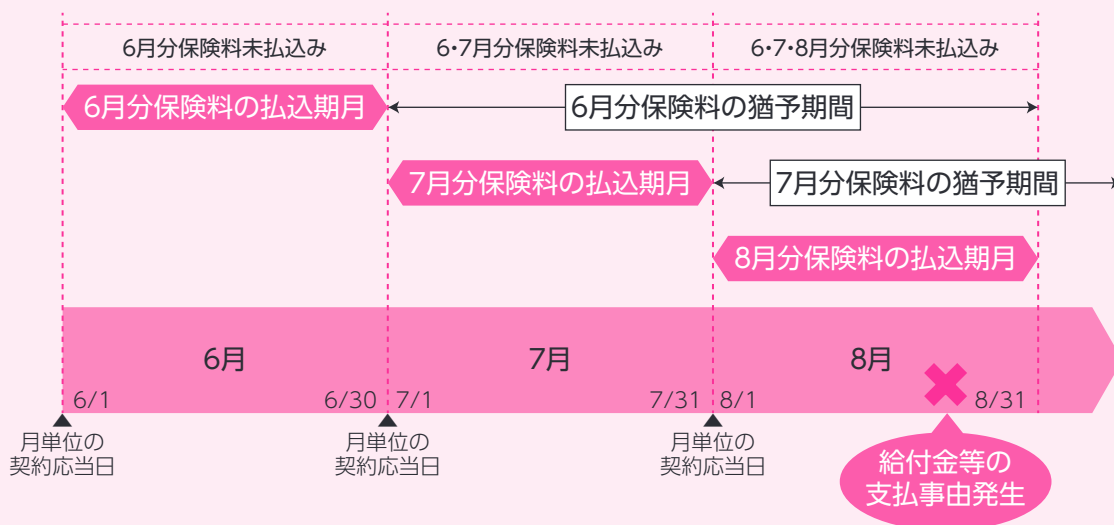 6月分保険料未払込み
6・7月分保険料未払込み
6・7・8月分保険料未払込み
6月分保険料の払込期月
6月分保険料の猶予期間
7月分保険料の払込期月
7月分保険料の猶予期間
8月分保険料の払込期月
6月
7月
8月
6/1
6/30
7/1
7/31
8/1
8/31
月単位の
契約応当日
月単位の
契約応当日
月単位の
契約応当日
給付金等の
支払事由発生